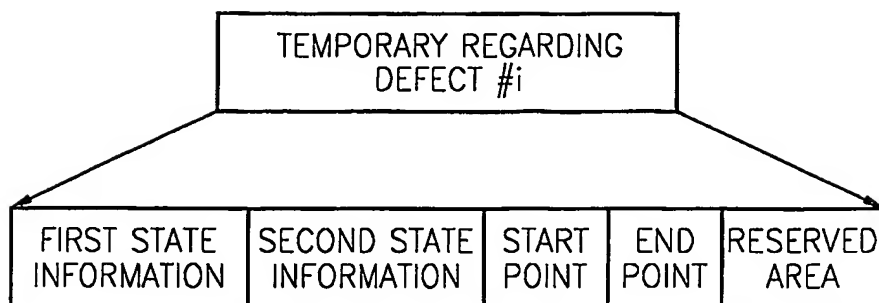 TEMPORARY REGARDING
DEFECT #i
FIRST STATE
INFORMATION
SECOND STATE
INFORMATION
START
POINT
END
POINT
RESERVED
AREA